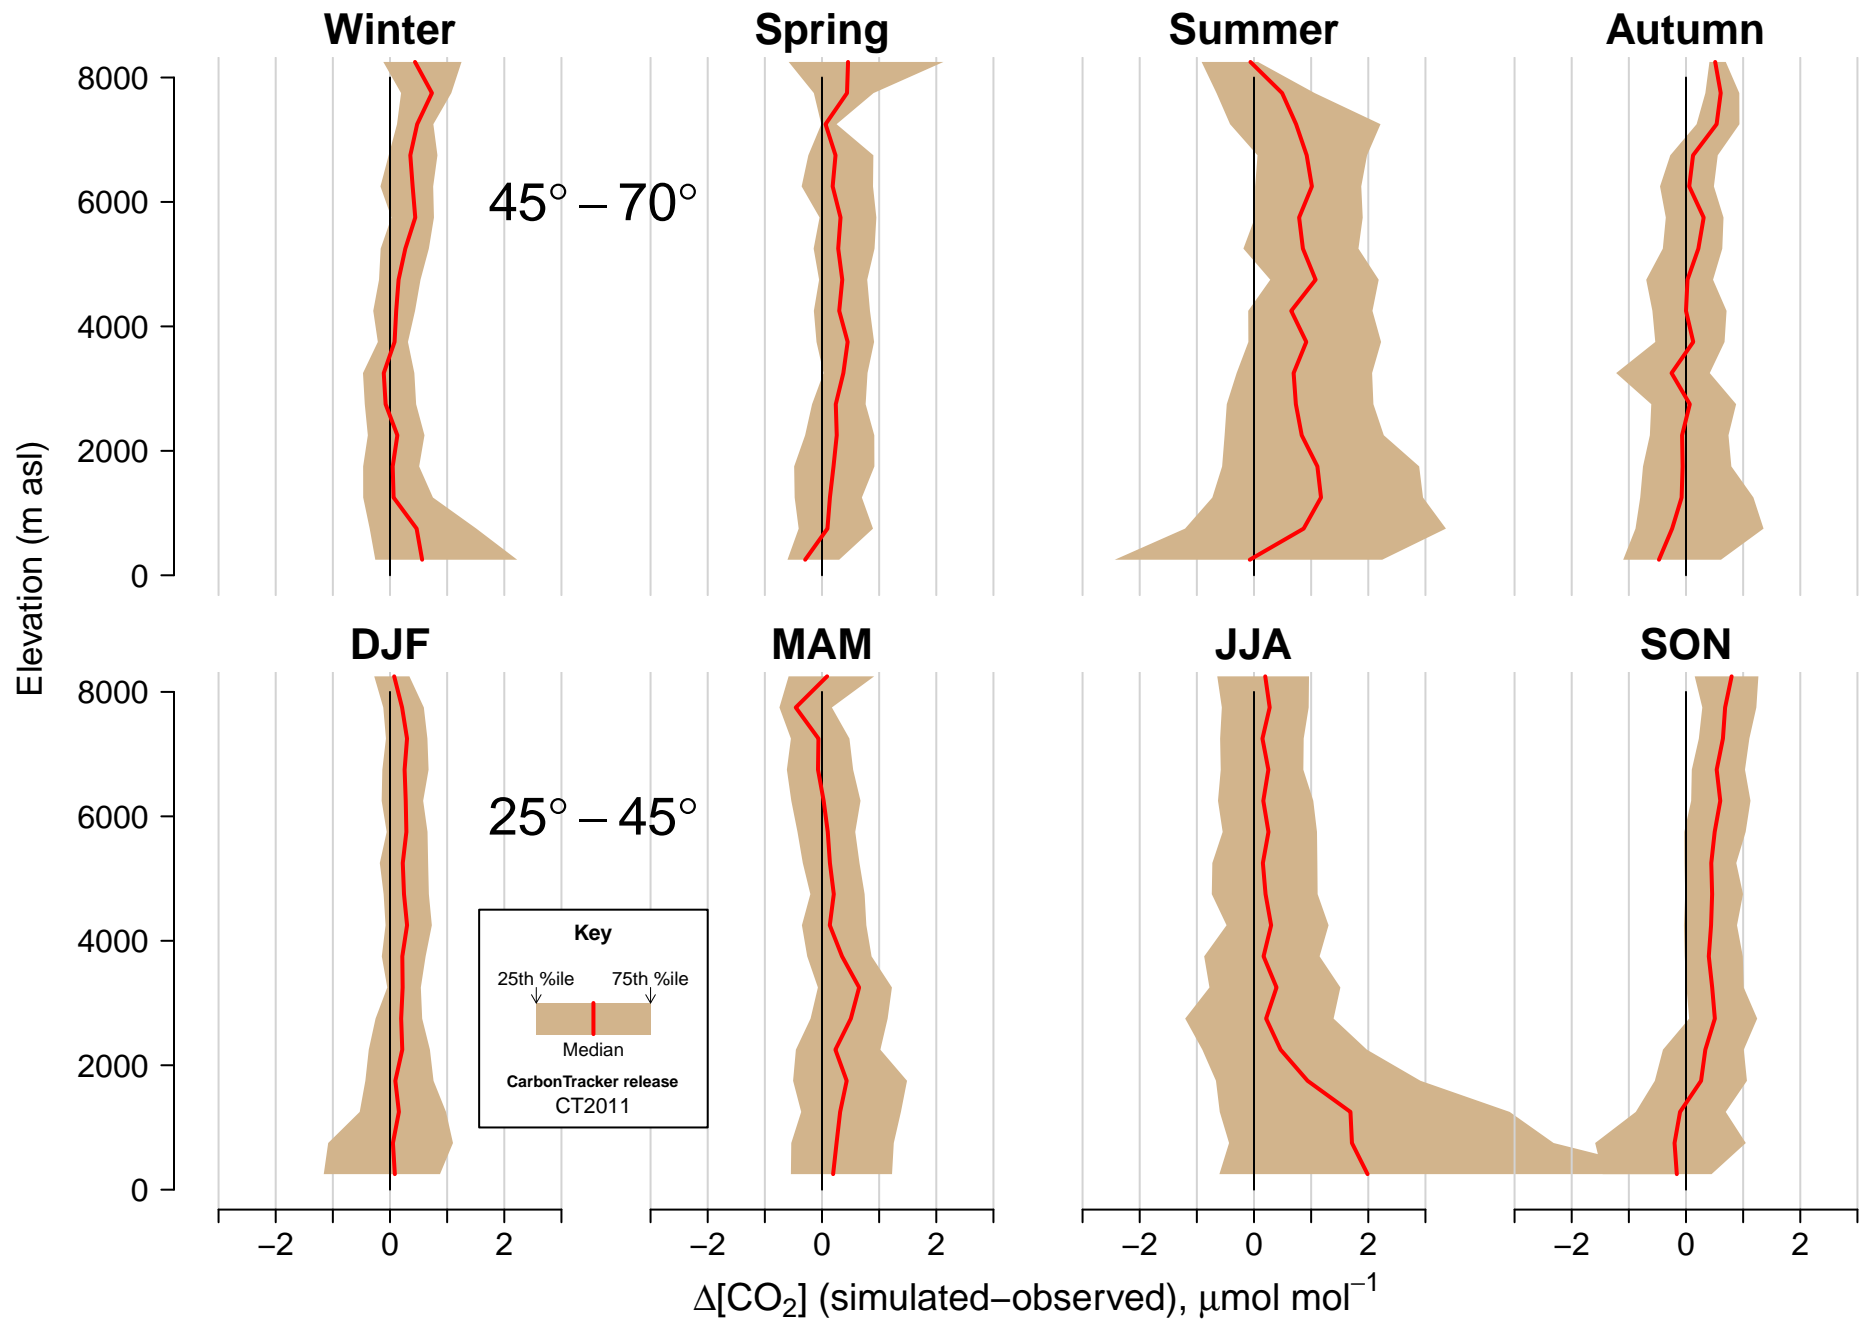 Winter Spring Summer Autumn
8000
6000
4000
2000
0
45° – 70°
Elevation (m asl)
DJF MAM JJA SON
8000
6000
4000
2000
0
25° – 45°
Key
25th %ile 75th %ile
Median
CarbonTracker release
CT2011
−2 0 2 −2 0 2 −2 0 2 −2 0 2
Δ[CO₂] (simulated−observed), μmol mol⁻¹